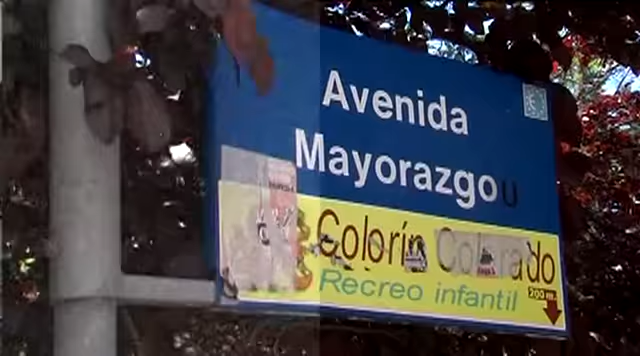 Avenida
Mayorazgo
Colorín Colorado
Recreo infantil
200 m.